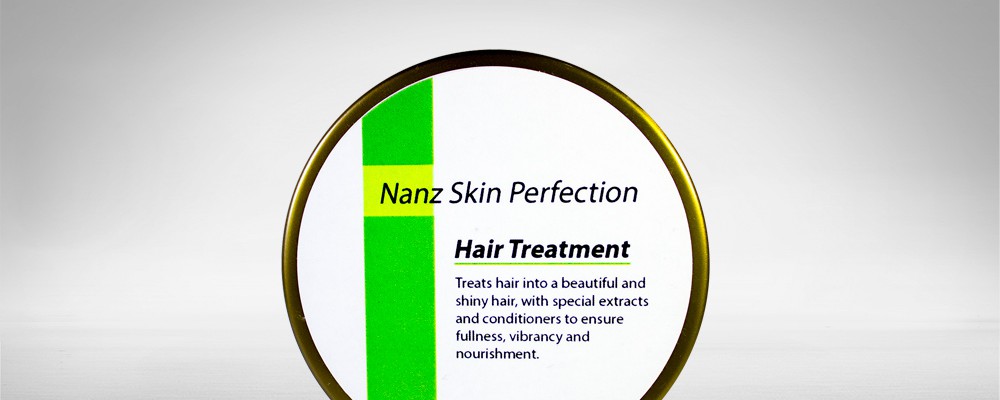 Nanz Skin Perfection
Hair Treatment
Treats hair into a beautiful and
shiny hair, with special extracts
and conditioners to ensure
fullness, vibrancy and
nourishment.